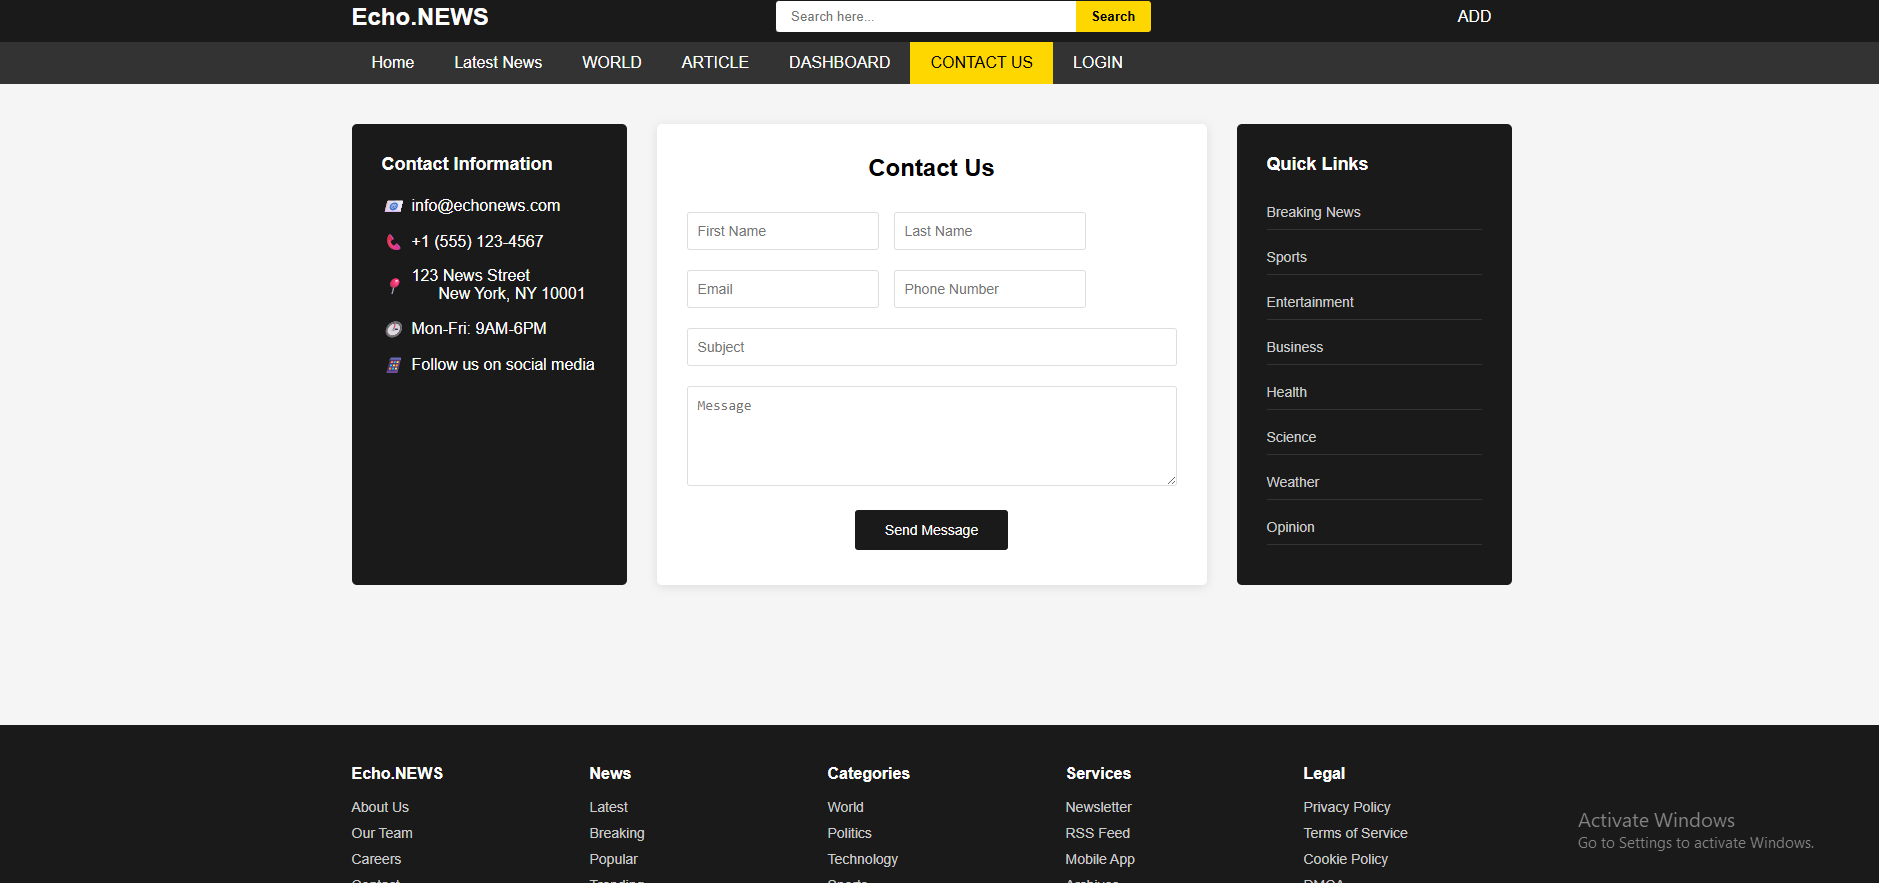 Echo.NEWS
Search here...
Search
ADD
Home
Latest News
WORLD
ARTICLE
DASHBOARD
CONTACT US
LOGIN
Contact Information
info@echonews.com
+1 (555) 123-4567
123 News Street
New York, NY 10001
Mon-Fri: 9AM-6PM
Follow us on social media
Contact Us
First Name
Last Name
Email
Phone Number
Subject
Message
Send Message
Quick Links
Breaking News
Sports
Entertainment
Business
Health
Science
Weather
Opinion
Echo.NEWS
About Us
Our Team
Careers
Contact
News
Latest
Breaking
Popular
Trending
Categories
World
Politics
Technology
Sports
Services
Newsletter
RSS Feed
Mobile App
Archives
Legal
Privacy Policy
Terms of Service
Cookie Policy
DMCA
Activate Windows
Go to Settings to activate Windows.